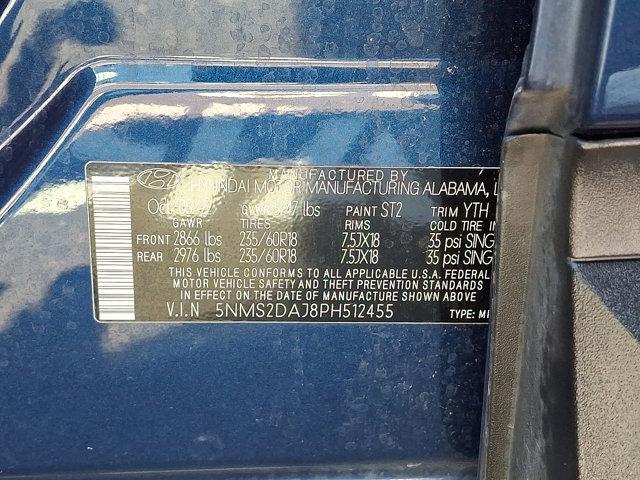 MANUFACTURED BY
HYUNDAI MOTOR MANUFACTURING ALABAMA, L
lbs PAINT ST2 TRIM YTH
GAWR TIRES RIMS COLD IN
FRONT 2866 lbs 235/60R18 7.5JX18 35 psi SING
REAR 2976 lbs 235/60R18 7.5JX18 35 psi SING
THIS VEHICLE CONFORMS TO ALL APPLICABLE U.S.A. FEDERAL
MOTOR VEHICLE SAFETY AND THEFT PREVENTION STANDARDS
IN EFFECT ON THE DATE OF MANUFACTURE SHOWN ABOVE
V.I.N 5NMS2DAJ8PH512455 TYPE: M